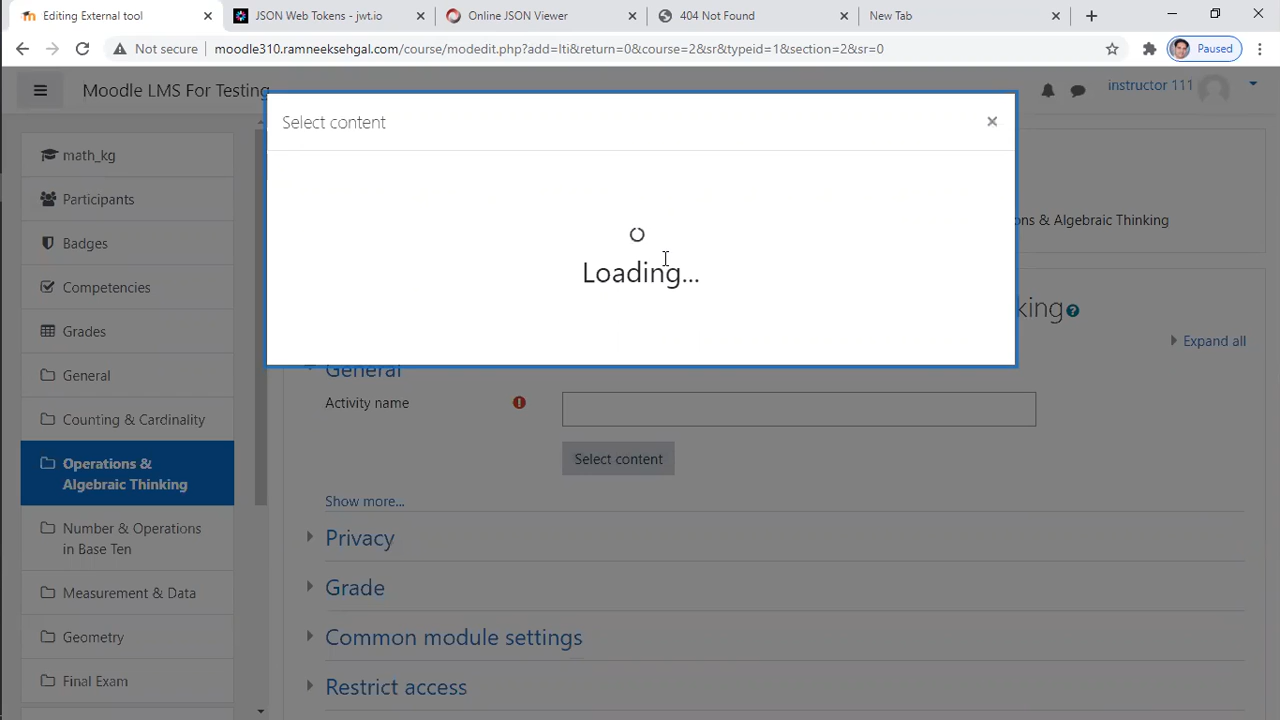 Editing External tool
JSON Web Tokens - jwt.io
Online JSON Viewer
404 Not Found
New Tab
Not secure
moodle310.ramneeksehgal.com/course/modedit.php?add=lti&return=0&course=2&sr&typeid=1&section=2&sr=0
Paused
Moodle LMS For Testing
instructor 111
Select content
×
Loading...
math_kg
Participants
Badges
Competencies
Grades
General
Counting & Cardinality
Operations &
Algebraic Thinking
Number & Operations
in Base Ten
Measurement & Data
Geometry
Final Exam
ons & Algebraic Thinking
king
Expand all
General
Activity name
Select content
Show more...
Privacy
Grade
Common module settings
Restrict access